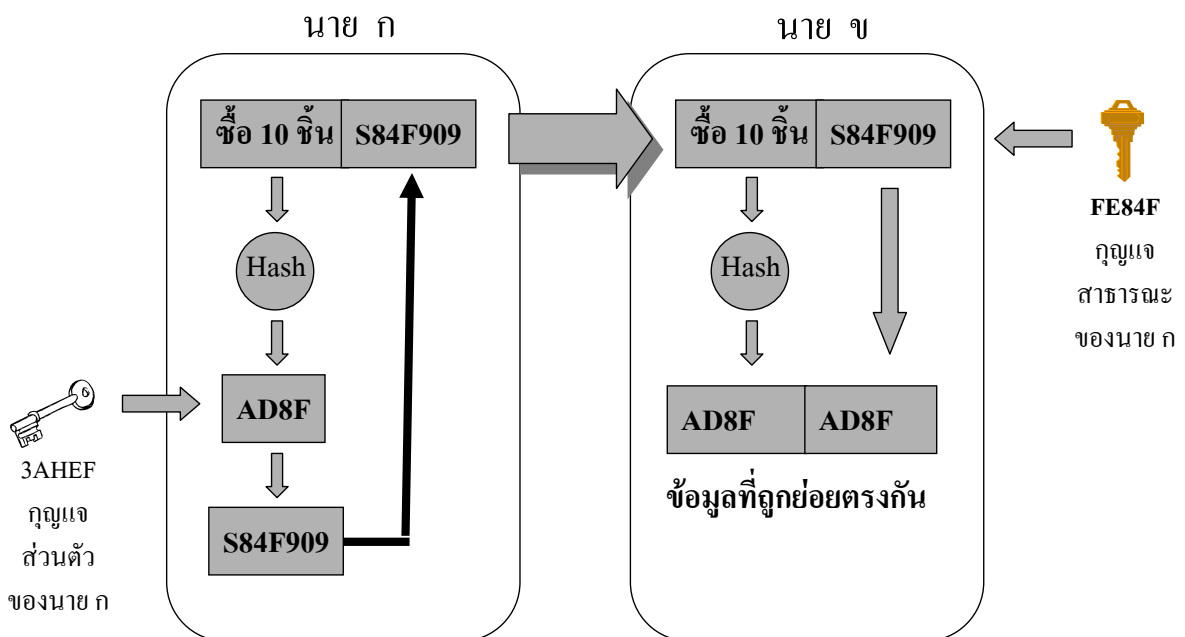 นาย ก
ซื้อ 10 ชิ้น S84F909
Hash
AD8F
3AHEF
กุญแจ
ส่วนตัว
ของนาย ก
S84F909
นาย ข
ซื้อ 10 ชิ้น S84F909
Hash
AD8F AD8F
ข้อมูลที่ถูกย่อยตรงกัน
FE84F
กุญแจ
สาธารณะ
ของนาย ก